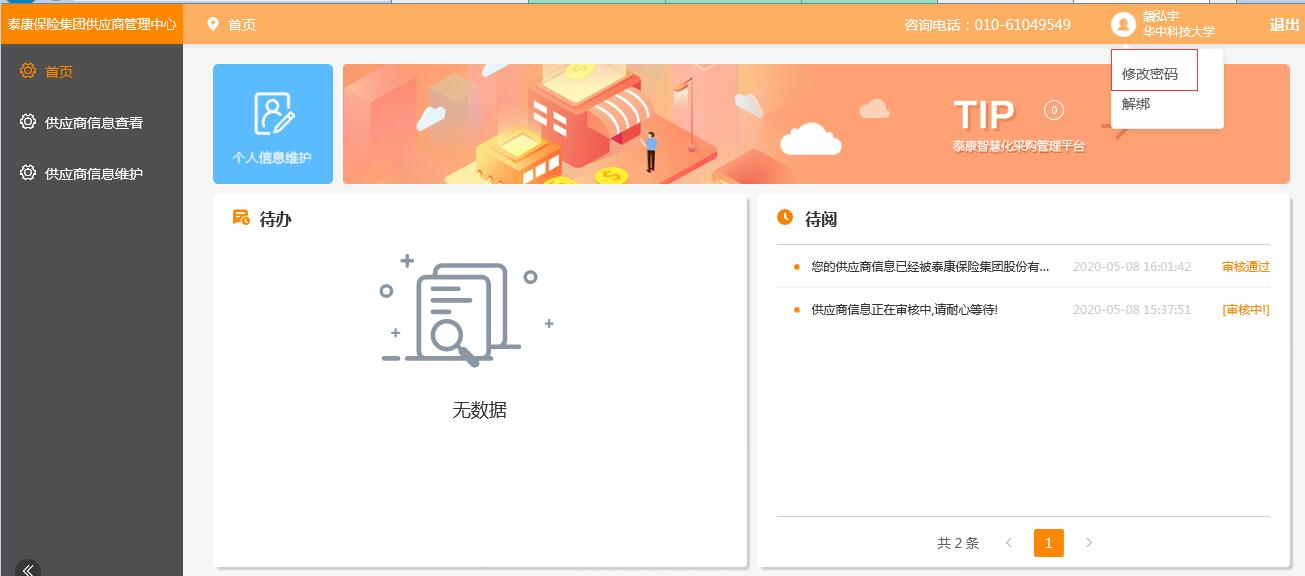 泰康保险集团供应商管理中心
首页
咨询电话：010-61049549
弘宇
华中科技大学
退出
修改密码
解绑
首页
供应商信息查看
供应商信息维护
个人信息维护
TIP
泰康智慧化采购管理平台
待办
无数据
待阅
您的供应商信息已经被泰康保险集团股份有... 2020-05-08 16:01:42 审核通过
供应商信息正在审核中,请耐心等待! 2020-05-08 15:37:51 [审核中!]
共 2 条 < 1 >